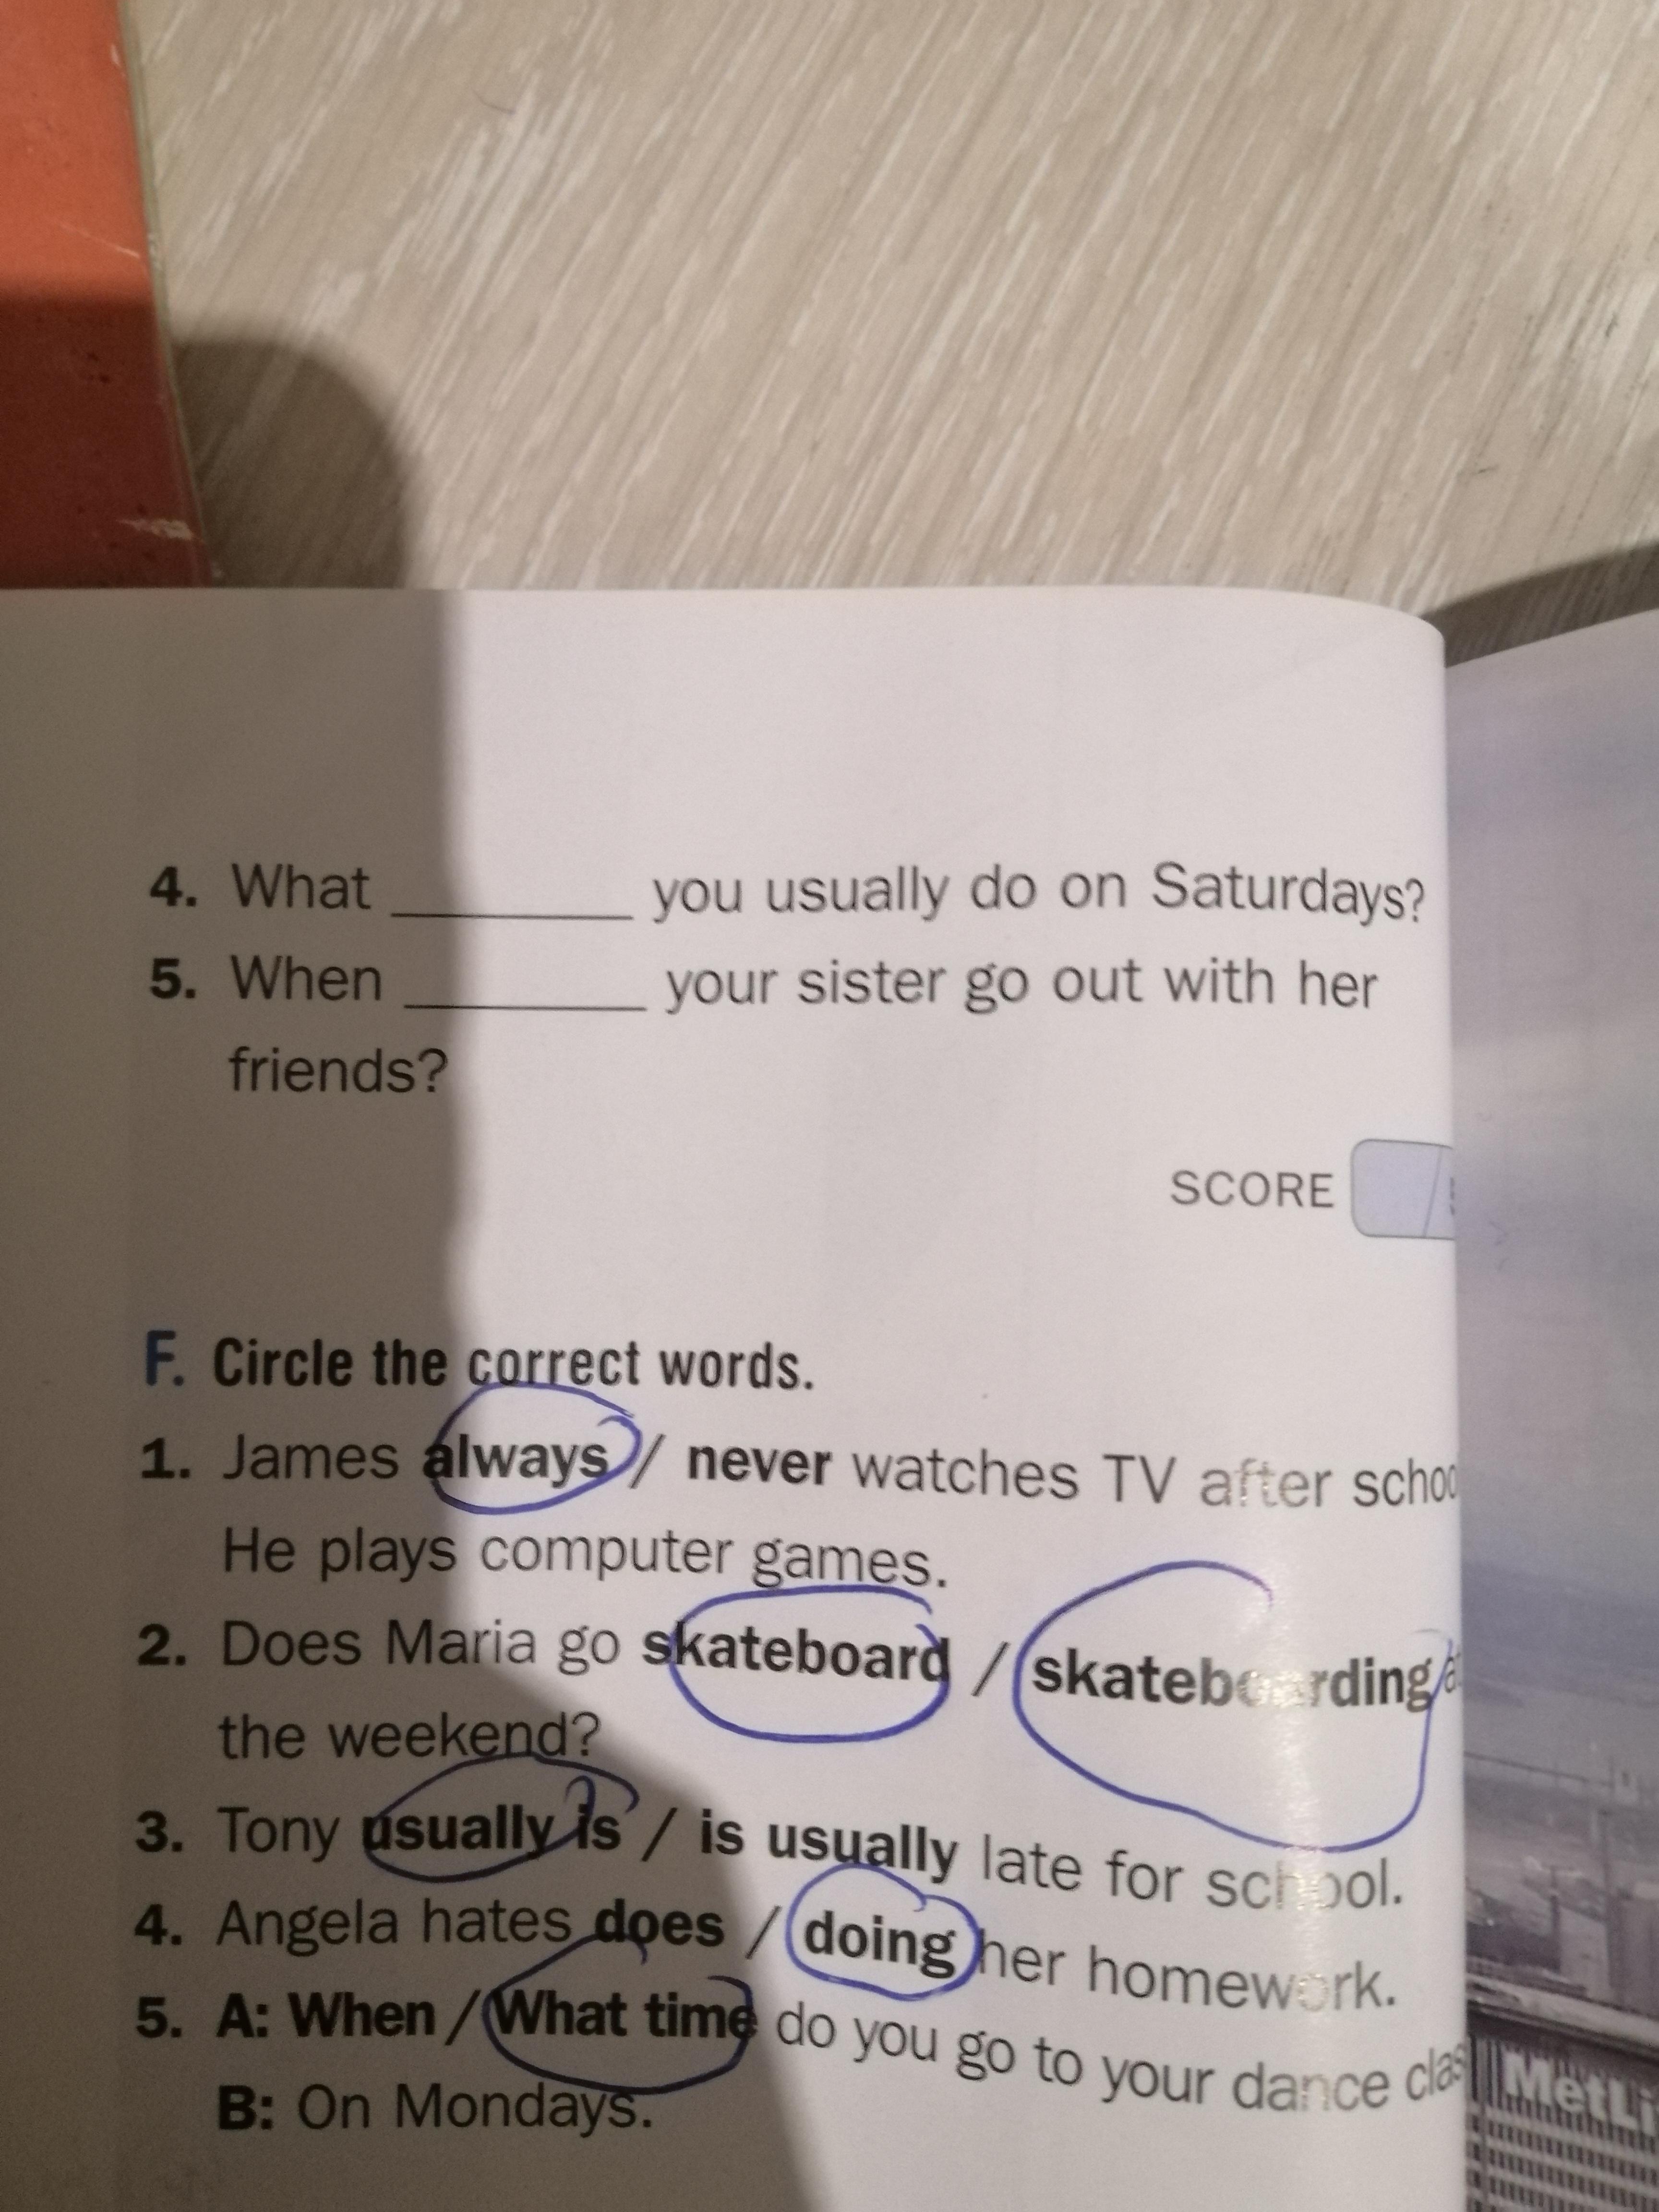 4. What ________ you usually do on Saturdays?
5. When ________ your sister go out with her
friends?
SCORE
F. Circle the correct words.
1. James always / never watches TV after schoo
He plays computer games.
2. Does Maria go skateboard / skateboarding
the weekend?
3. Tony usually is / is usually late for school.
4. Angela hates does / doing her homework.
5. A: When / What time do you go to your dance clas
B: On Mondays.
MetLi